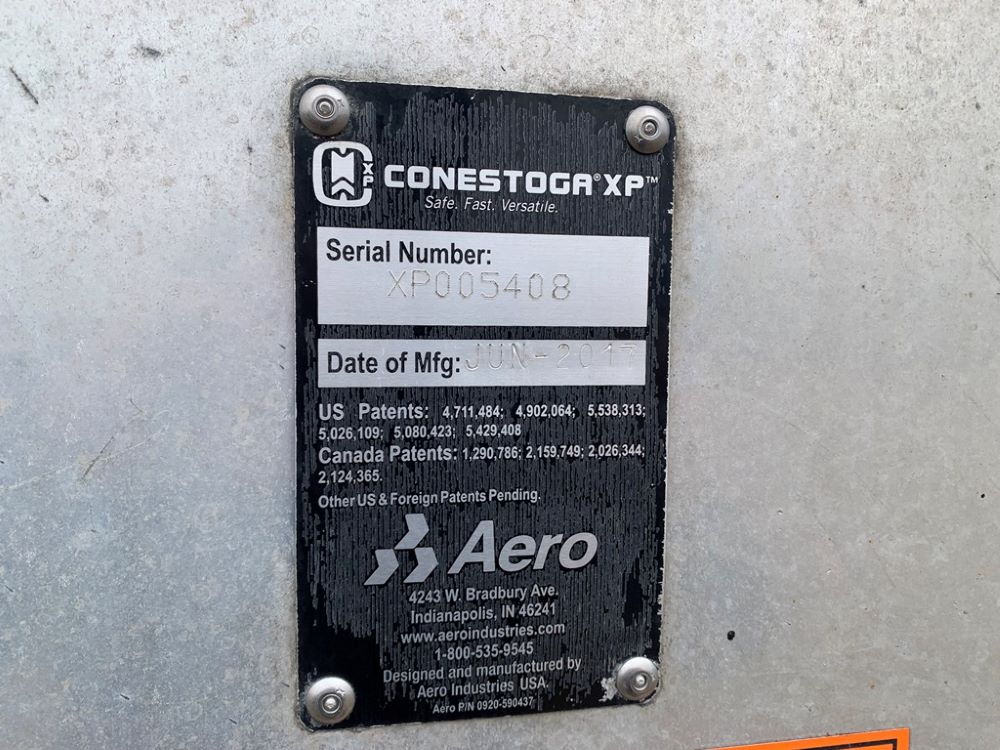 XP
CONESTOGA® XP™
Safe. Fast. Versatile.
Serial Number:
XP005408
Date of Mfg: JUN-2017
US Patents: 4,711,484; 4,902,064; 5,538,313;
5,026,109; 5,080,423; 5,429,408
Canada Patents: 1,290,786; 2,159,749; 2,026,344;
2,124,365.
Other US & Foreign Patents Pending.
Aero
4243 W. Bradbury Ave.
Indianapolis, IN 46241
www.aeroindustries.com
1-800-535-9545
Designed and manufactured by
Aero Industries USA.
Aero P/N 0920-590437